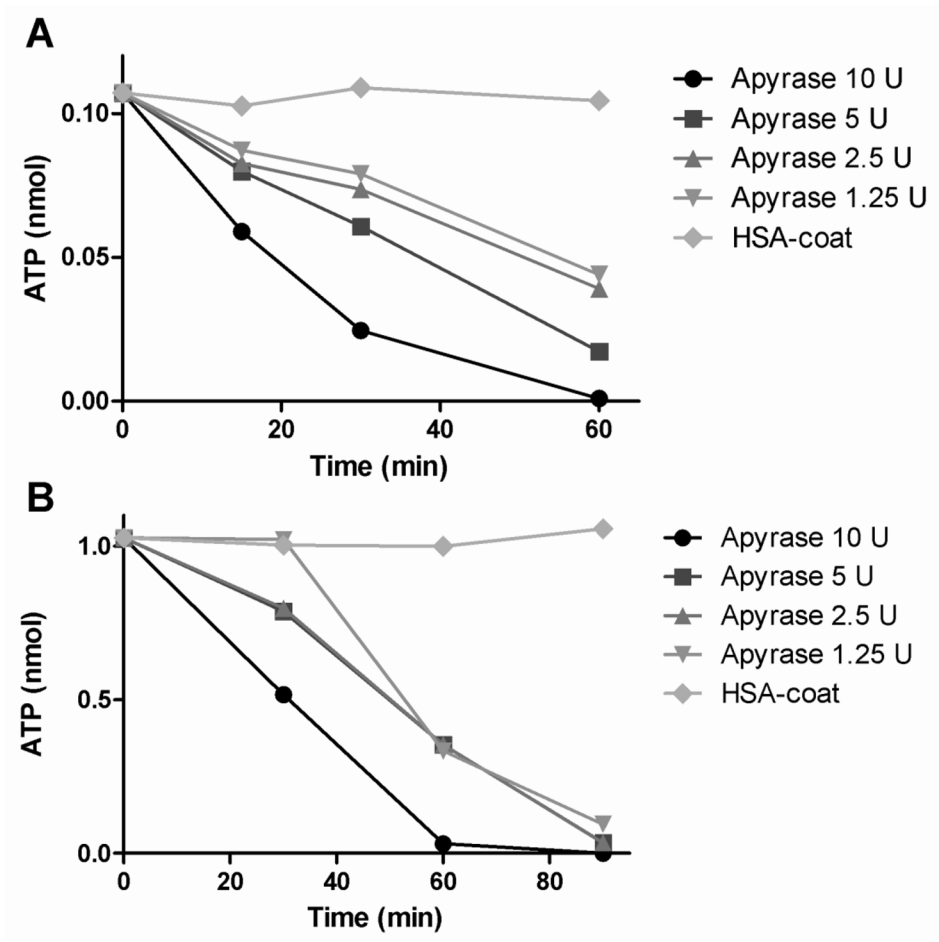 A
ATP (nmol)
0.10
0.05
0.00
0 20 40 60
Time (min)
Apyrase 10 U
Apyrase 5 U
Apyrase 2.5 U
Apyrase 1.25 U
HSA-coat
B
ATP (nmol)
1.0
0.5
0.0
0 20 40 60 80
Time (min)
Apyrase 10 U
Apyrase 5 U
Apyrase 2.5 U
Apyrase 1.25 U
HSA-coat